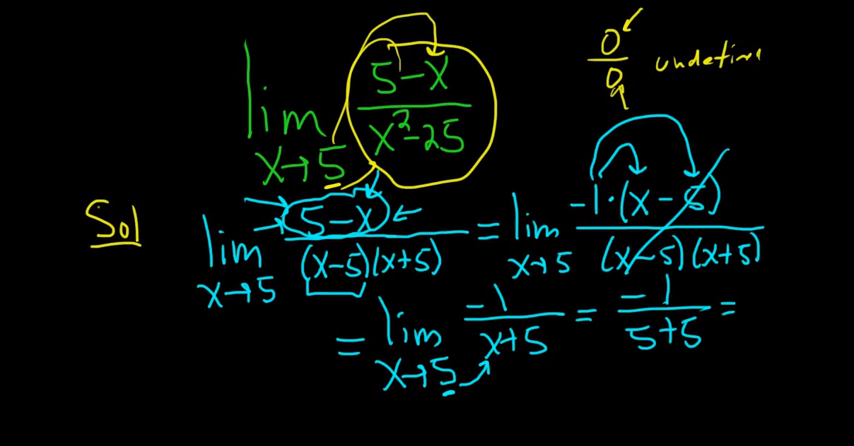 lim x→5 (5-x)/(x²-25)
0/0 undefin
Sol
lim x→5 (5-x)/((x-5)(x+5)) = lim x→5 (-1·(x-5))/((x-5)(x+5))
= lim x→5 -1/(x+5) = -1/(5+5) =